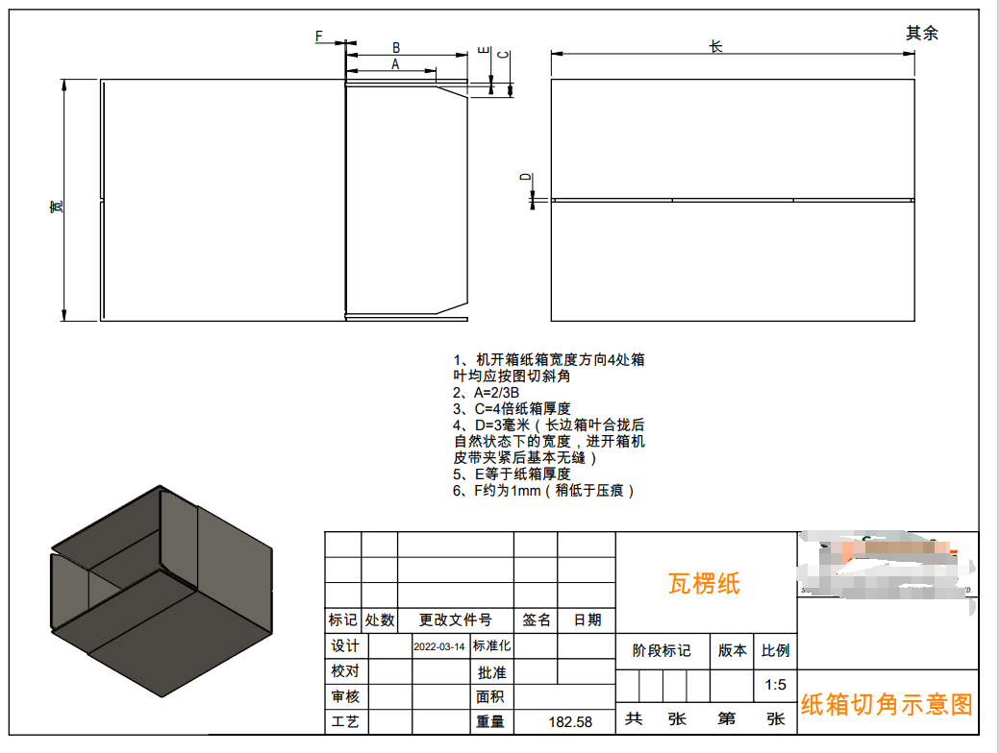 其余
F
B
A
E
C
长
宽
D
1、机开箱纸箱宽度方向4处箱
叶均应按图切斜角
2、A=2/3B
3、C=4倍纸箱厚度
4、D=3毫米（长边箱叶合拢后
自然状态下的宽度，进开箱机
皮带夹紧后基本无缝）
5、E等于纸箱厚度
6、F约为1mm（稍低于压痕）
瓦楞纸
标记 处数 更改文件号 签名 日期
设计 2022-03-14 标准化
阶段标记 版本 比例
校对 批准
1:5
审核 面积
纸箱切角示意图
工艺 重量 182.58
共 张 第 张